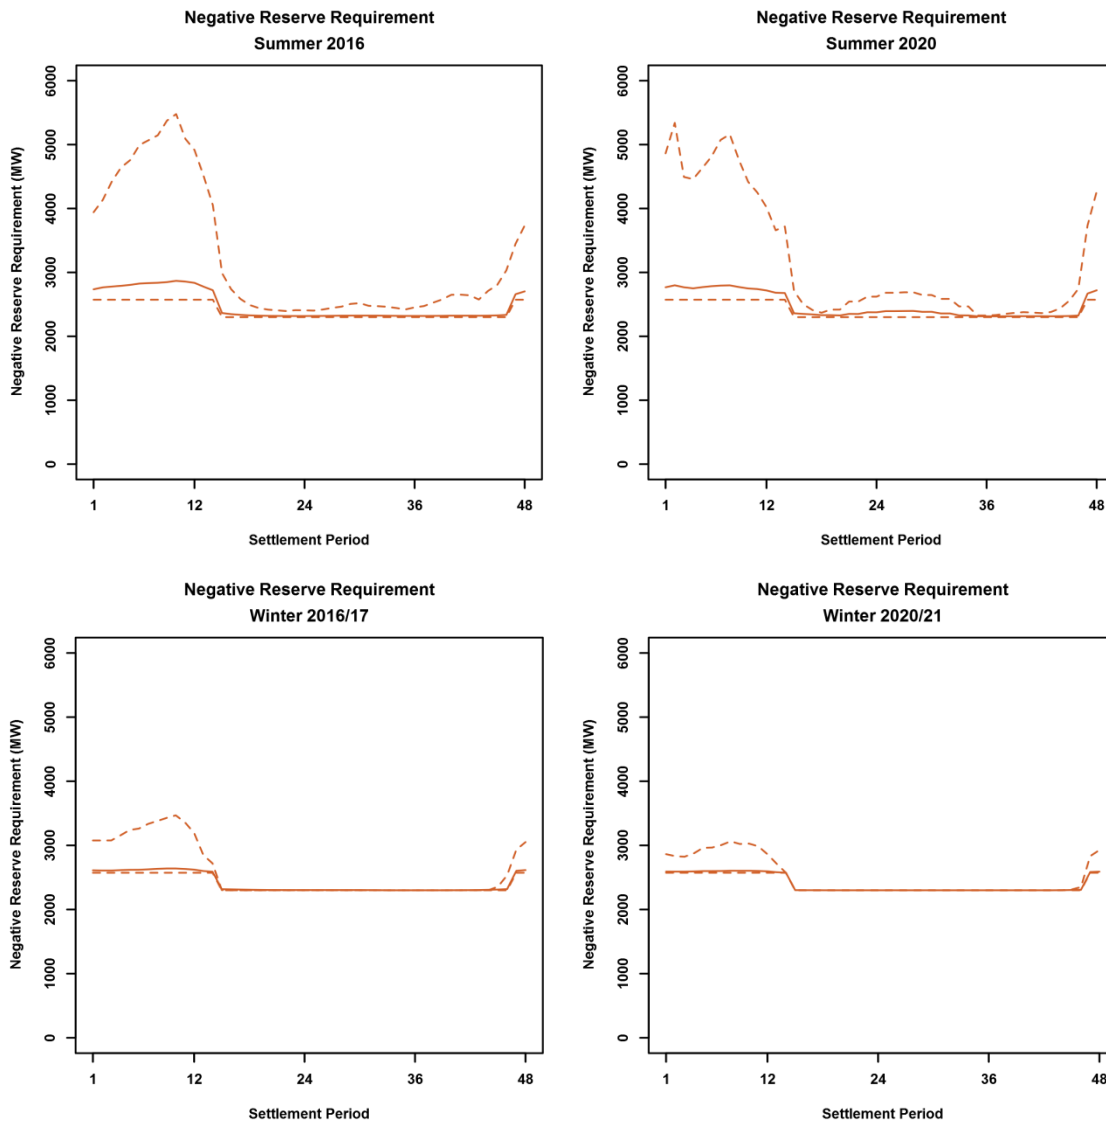 Negative Reserve Requirement
Summer 2016
Negative Reserve Requirement (MW)
6000
5000
4000
3000
2000
1000
0
1 12 24 36 48
Settlement Period
Negative Reserve Requirement
Summer 2020
Negative Reserve Requirement (MW)
6000
5000
4000
3000
2000
1000
0
1 12 24 36 48
Settlement Period
Negative Reserve Requirement
Winter 2016/17
Negative Reserve Requirement (MW)
6000
5000
4000
3000
2000
1000
0
1 12 24 36 48
Settlement Period
Negative Reserve Requirement
Winter 2020/21
Negative Reserve Requirement (MW)
6000
5000
4000
3000
2000
1000
0
1 12 24 36 48
Settlement Period